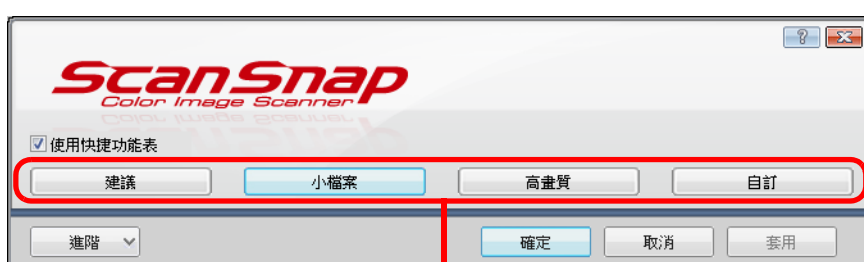 ScanSnap
Color Image Scanner
使用快捷功能表
建議 小檔案 高畫質 自訂
進階 確定 取消 套用